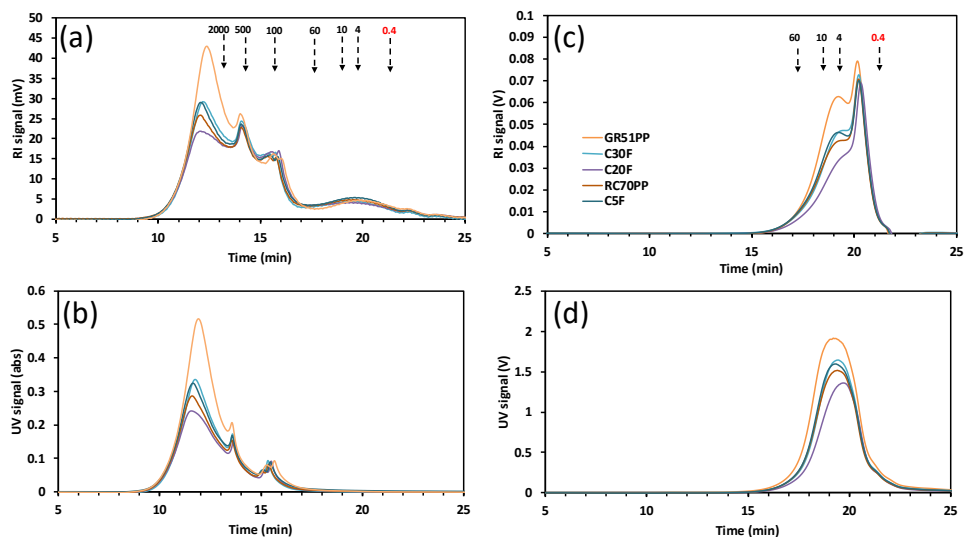 (a)
2000 500 100 60 10 4 0.4
RI signal (mV)
50
45
40
35
30
25
20
15
10
5
0
5 10 15 20 25
Time (min)
(c)
60 10 4 0.4
RI signal (V)
0.1
0.09
0.08
0.07
0.06
0.05
0.04
0.03
0.02
0.01
0
GR51PP
C30F
C20F
RC70PP
C5F
5 10 15 20 25
Time (min)
(b)
UV signal (abs)
0.6
0.5
0.4
0.3
0.2
0.1
0
5 10 15 20 25
Time (min)
(d)
UV signal (V)
2.5
2
1.5
1
0.5
0
5 10 15 20 25
Time (min)